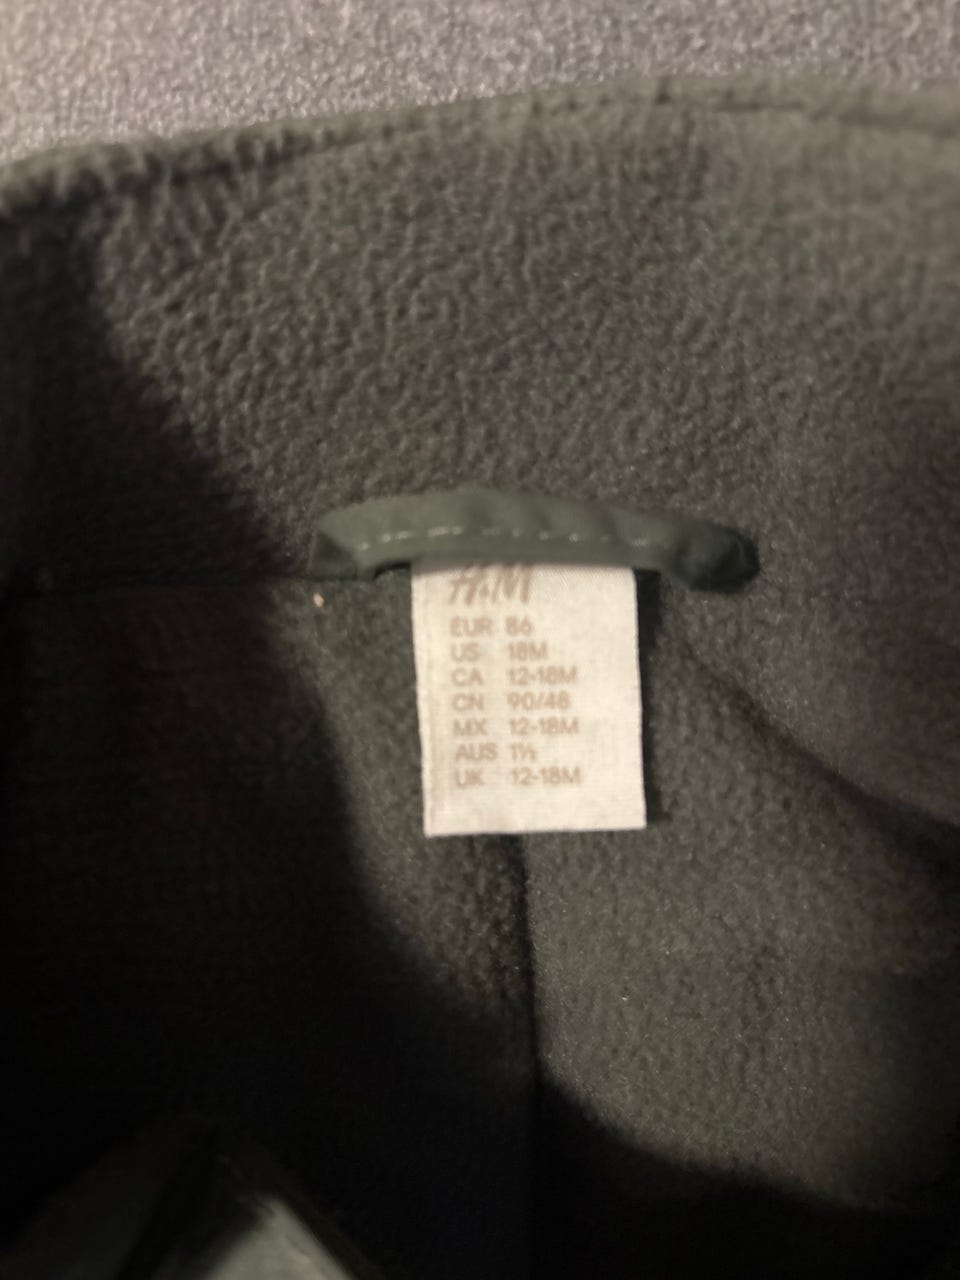 H&M
EUR 86
US 18M
CA 12-18M
CN 90/48
MX 12-18M
AUS 1½
UK 12-18M